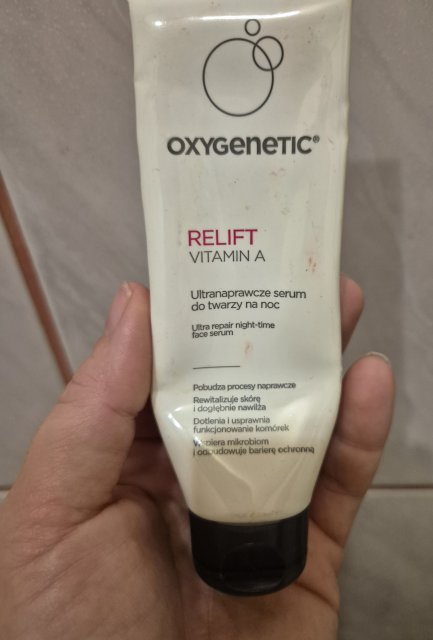 OXYGENETIC®
RELIFT
VITAMIN A
Ultranaprawcze serum
do twarzy na noc
Ultra repair night-time
face serum
Pobudza procesy naprawcze
Rewitalizuje skórę
i dogłębnie nawilża
Dotlenia i usprawnia
funkcjonowanie komórek
Wspiera mikrobiom
i odbudowuje barierę ochronną